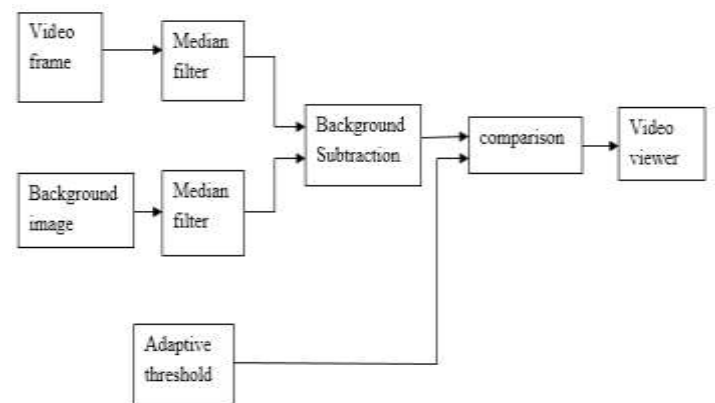 Video
frame
Median
filter
Background
Subtraction
comparison
Video
viewer
Background
image
Median
filter
Adaptive
threshold